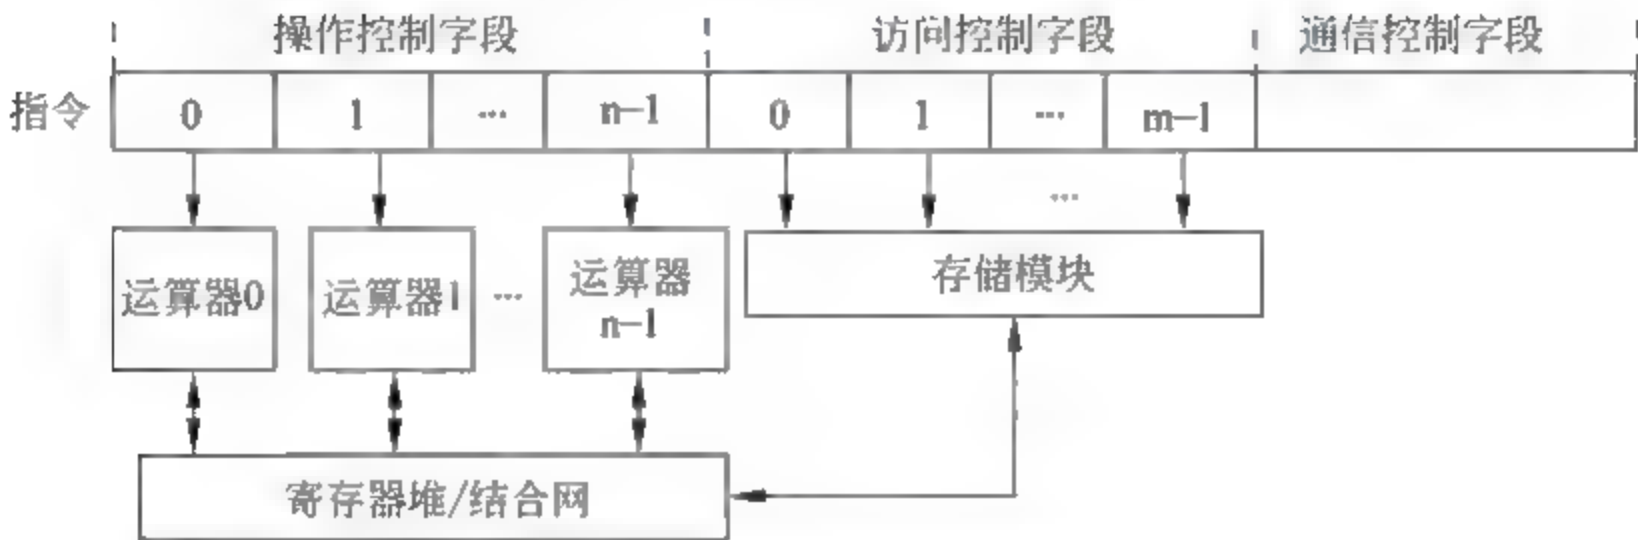 操作控制字段 访问控制字段 通信控制字段
指令 0 1 … n-1 0 1 … m-1
…
运算器0 运算器1 … 运算器 n-1
存储模块
寄存器堆/结合网